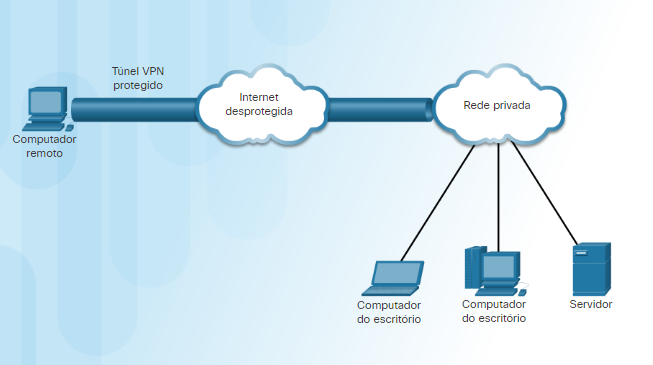 Túnel VPN
protegido
Internet
desprotegida
Rede privada
Computador
remoto
Computador
do escritório
Computador
do escritório
Servidor